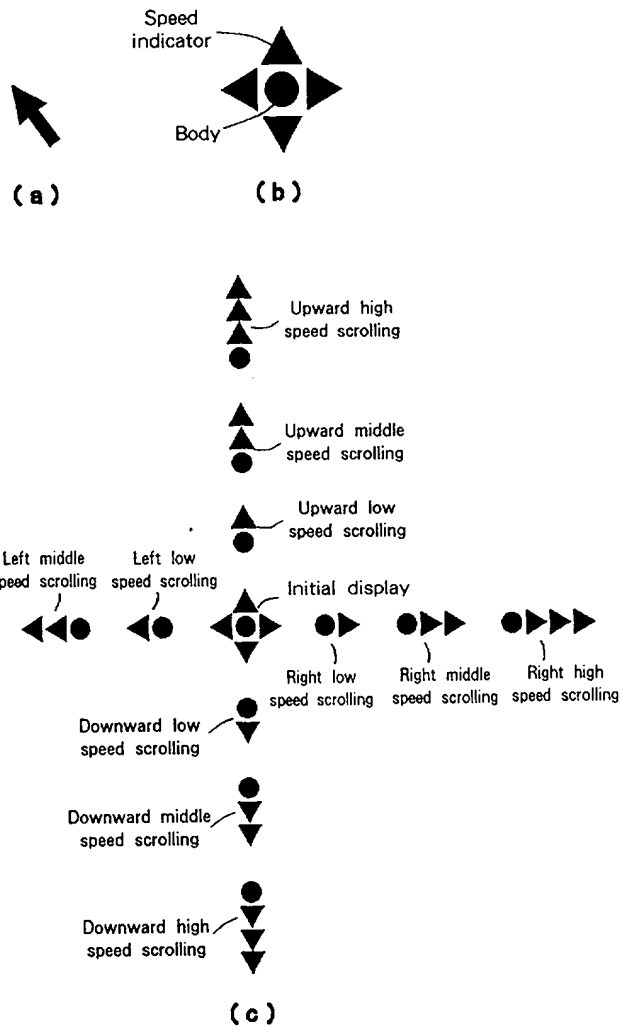 Speed
indicator
Body
(a)
(b)
Upward high
speed scrolling
Upward middle
speed scrolling
Upward low
speed scrolling
Left middle
peed scrolling
Left low
speed scrolling
Initial display
Right low
speed scrolling
Right middle
speed scrolling
Right high
speed scrolling
Downward low
speed scrolling
Downward middle
speed scrolling
Downward high
speed scrolling
(c)